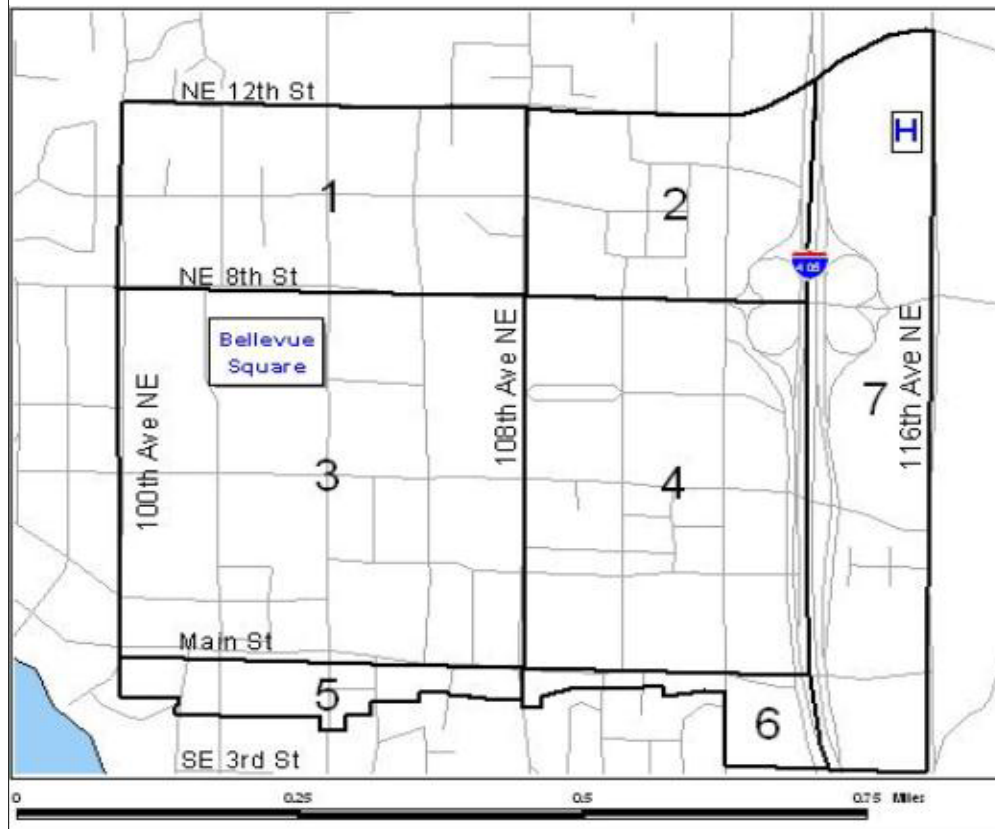 NE 12th St
H
1
2
NE 8th St
405
Bellevue
Square
100th Ave NE
108th Ave NE
116th Ave NE
7
3
4
Main St
5
6
SE 3rd St
0 0.25 0.5 0.75 Miles